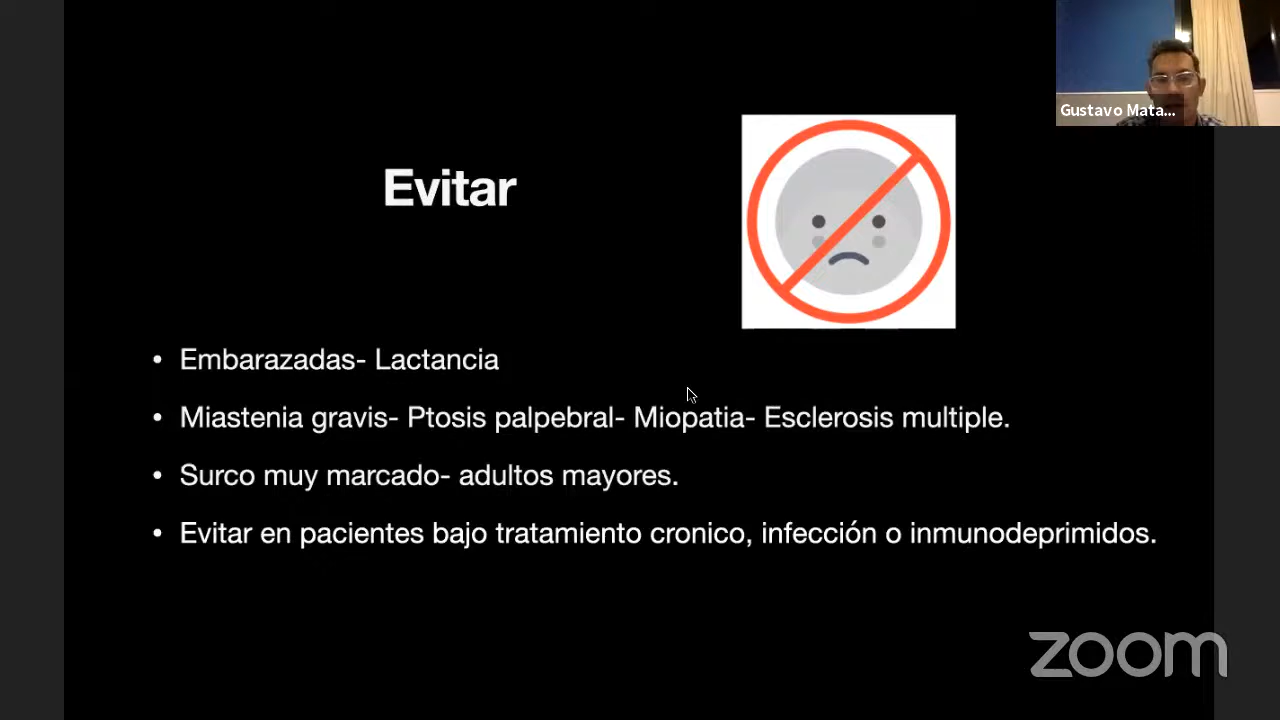 Gustavo Mata...
Evitar
• Embarazadas- Lactancia
• Miastenia gravis- Ptosis palpebral- Miopatia- Esclerosis multiple.
• Surco muy marcado- adultos mayores.
• Evitar en pacientes bajo tratamiento cronico, infección o inmunodeprimidos.
zoom